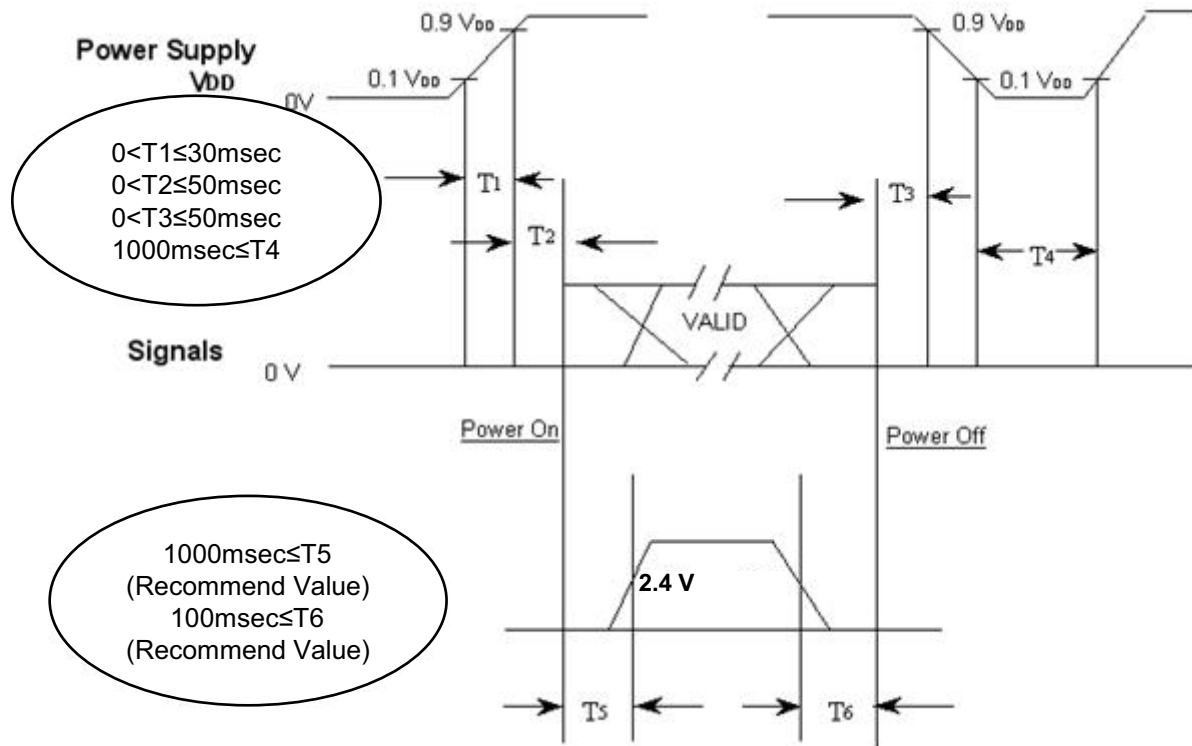 0.9 VDD
0.9 VDD
Power Supply
VDD
0.1 VDD
0.1 VDD
0V
0<T1≤30msec
0<T2≤50msec
0<T3≤50msec
1000msec≤T4
T1
T3
T2
T4
VALID
Signals
0 V
Power On
Power Off
1000msec≤T5
(Recommend Value)
100msec≤T6
(Recommend Value)
2.4 V
T5
T6